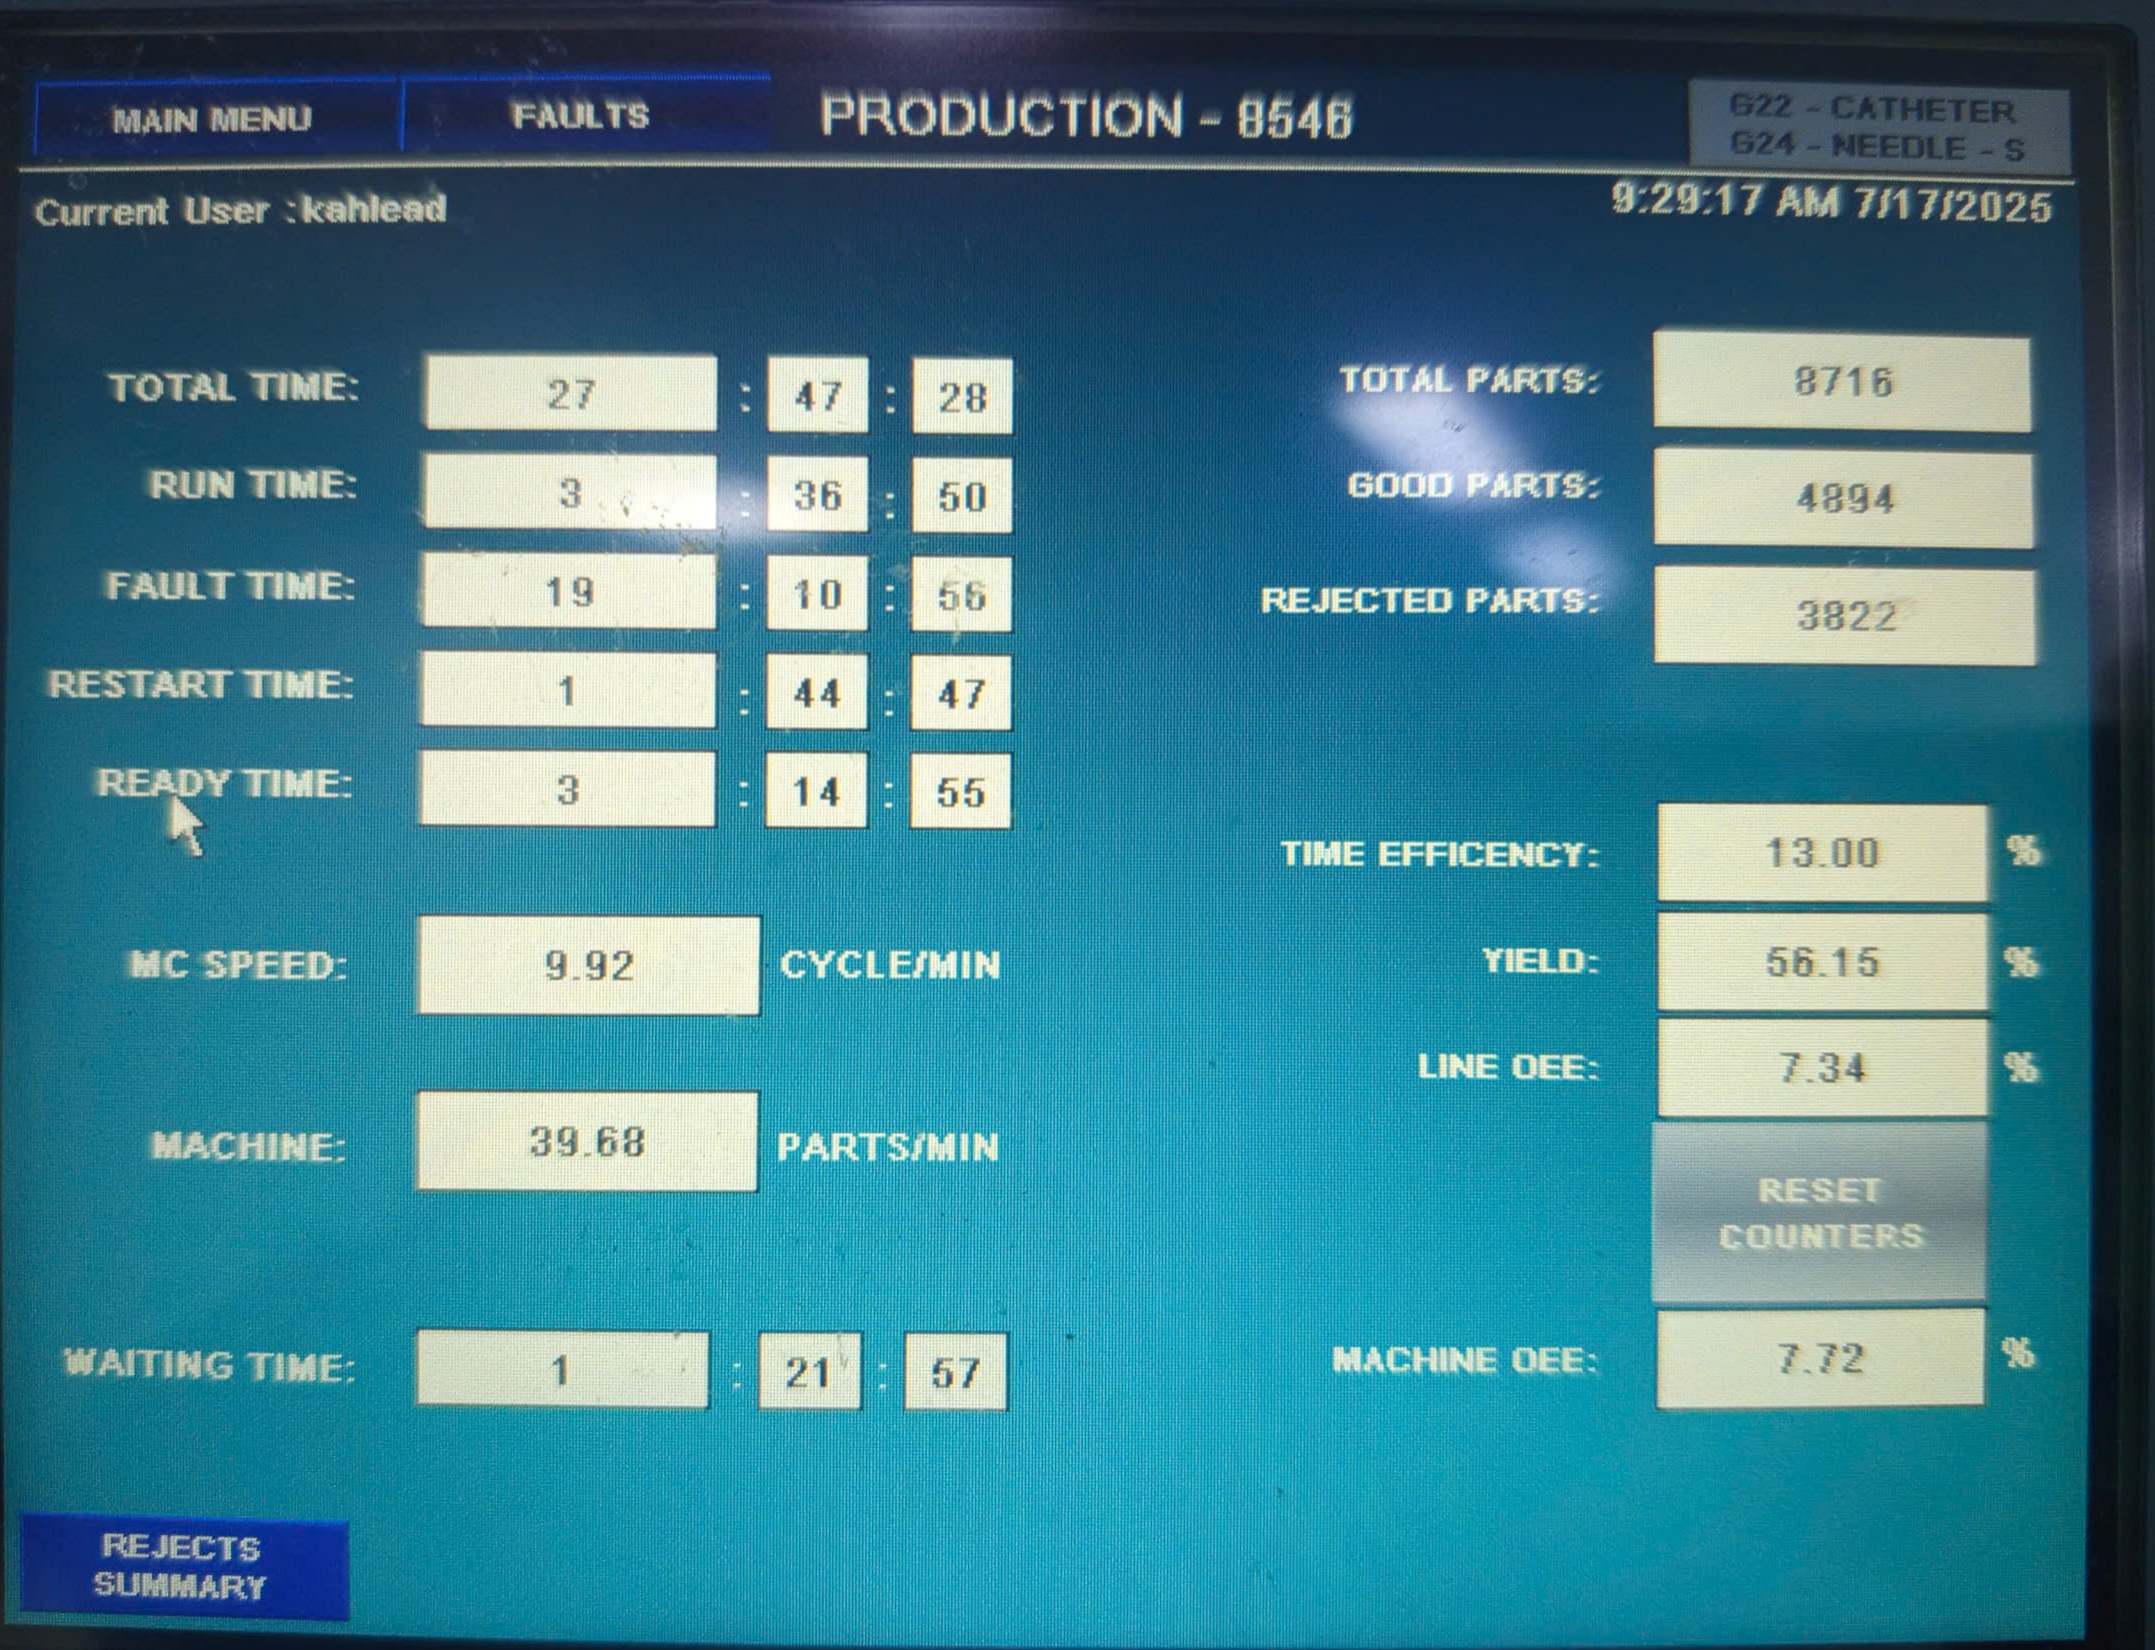 MAIN MENU
FAULTS
PRODUCTION - 8546
G22 - CATHETER
G24 - NEEDLE - S
Current User :kahlead
9:29:17 AM 7/17/2025
TOTAL TIME: 27 : 47 : 28
RUN TIME: 3 : 36 : 50
FAULT TIME: 19 : 10 : 56
RESTART TIME: 1 : 44 : 47
READY TIME: 3 : 14 : 55
MC SPEED: 9.92 CYCLE/MIN
MACHINE: 39.68 PARTS/MIN
WAITING TIME: 1 : 21 : 57
TOTAL PARTS: 8716
GOOD PARTS: 4894
REJECTED PARTS: 3822
TIME EFFICENCY: 13.00 %
YIELD: 56.15 %
LINE OEE: 7.34 %
RESET
COUNTERS
MACHINE OEE: 7.72 %
REJECTS
SUMMARY